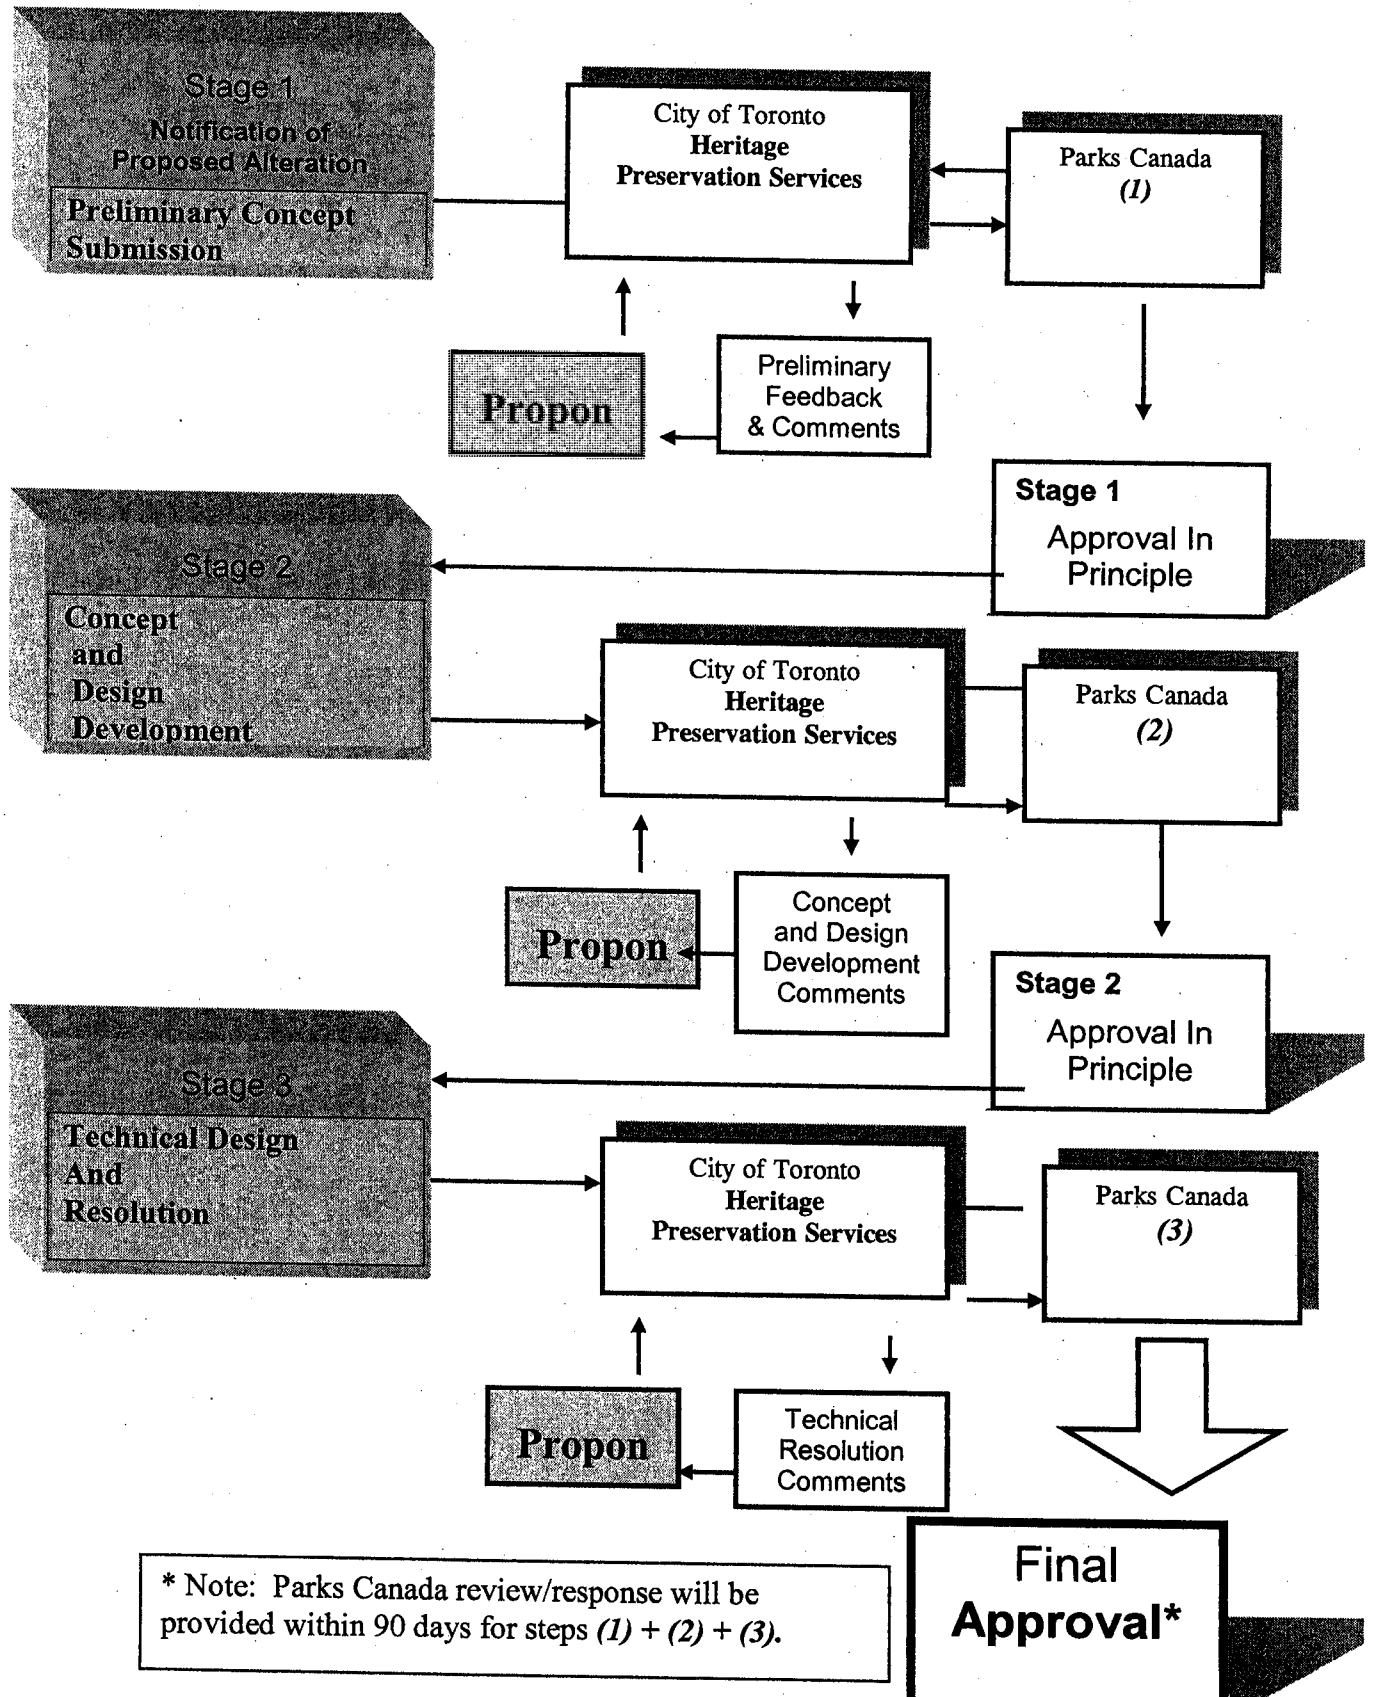 Stage 1
Notification of
Proposed Alteration
Preliminary Concept
Submission
City of Toronto
Heritage
Preservation Services
Parks Canada
(1)
Propon
Preliminary
Feedback
& Comments
Stage 1
Approval In
Principle
Stage 2
Concept
and
Design
Development
City of Toronto
Heritage
Preservation Services
Parks Canada
(2)
Propon
Concept
and Design
Development
Comments
Stage 2
Approval In
Principle
Stage 3
Technical Design
And
Resolution
City of Toronto
Heritage
Preservation Services
Parks Canada
(3)
Propon
Technical
Resolution
Comments
Final
Approval*
* Note: Parks Canada review/response will be
provided within 90 days for steps (1) + (2) + (3).